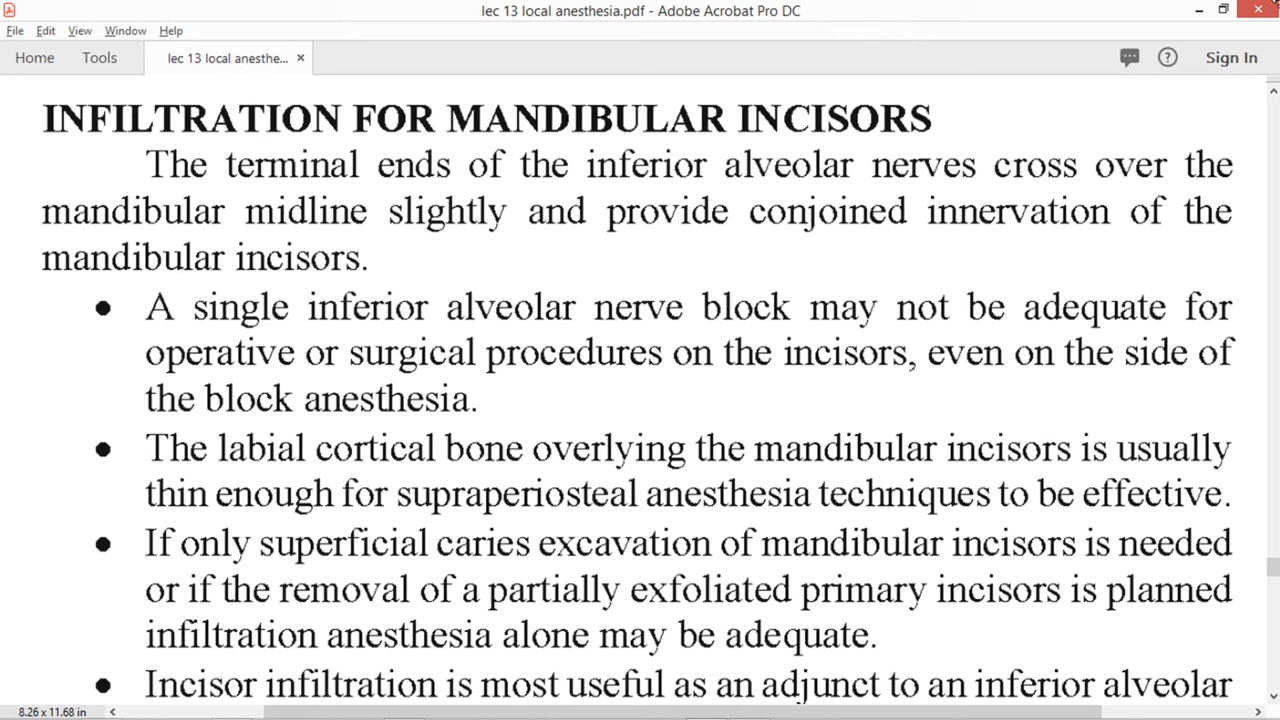 lec 13 local anesthesia.pdf - Adobe Acrobat Pro DC
File Edit View Window Help
Home Tools lec 13 local anesthe... ×
Sign In
INFILTRATION FOR MANDIBULAR INCISORS
The terminal ends of the inferior alveolar nerves cross over the
mandibular midline slightly and provide conjoined innervation of the
mandibular incisors.
• A single inferior alveolar nerve block may not be adequate for
operative or surgical procedures on the incisors, even on the side of
the block anesthesia.
• The labial cortical bone overlying the mandibular incisors is usually
thin enough for supraperiosteal anesthesia techniques to be effective.
• If only superficial caries excavation of mandibular incisors is needed
or if the removal of a partially exfoliated primary incisors is planned
infiltration anesthesia alone may be adequate.
• Incisor infiltration is most useful as an adjunct to an inferior alveolar
8.26 x 11.68 in